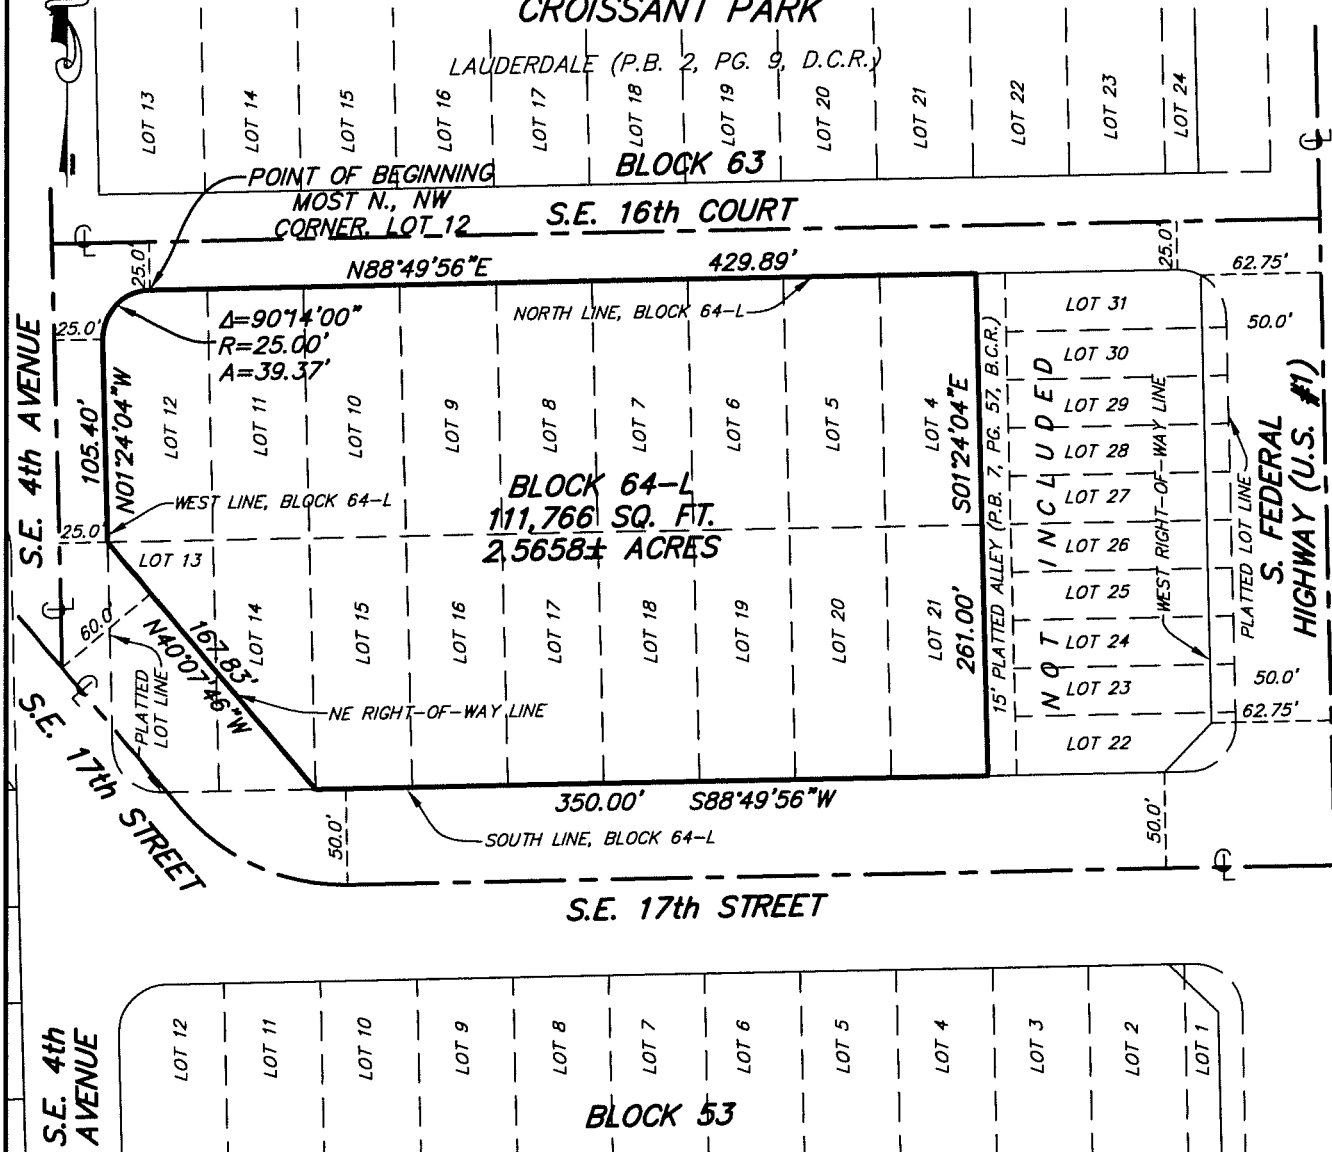 CROISSANT PARK
LAUDERDALE (P.B. 2, PG. 9, D.C.R.)
LOT 13
LOT 14
LOT 15
LOT 16
LOT 17
LOT 18
LOT 19
LOT 20
LOT 21
LOT 22
LOT 23
LOT 24
BLOCK 63
POINT OF BEGINNING
MOST N., NW
CORNER, LOT 12
S.E. 16th COURT
25.0'
N88°49'56"E
429.89'
25.0'
62.75'
NORTH LINE, BLOCK 64-L
Δ=90°14'00"
R=25.00'
A=39.37'
25.0'
50.0'
S.E. 4th AVENUE
105.40'
N01°24'04"W
LOT 12
LOT 11
LOT 10
LOT 9
LOT 8
LOT 7
LOT 6
LOT 5
LOT 4
S01°24'04"E
261.00'
15' PLATTED ALLEY (P.B. 7, PG. 57, B.C.R.)
NOT INCLUDED
LOT 31
LOT 30
LOT 29
LOT 28
LOT 27
LOT 26
LOT 25
LOT 24
LOT 23
LOT 22
WEST RIGHT-OF-WAY LINE
PLATTED LOT LINE
S. FEDERAL
HIGHWAY (U.S. #1)
WEST LINE, BLOCK 64-L
BLOCK 64-L
111,766 SQ. FT.
2.5658± ACRES
25.0'
LOT 13
LOT 14
LOT 15
LOT 16
LOT 17
LOT 18
LOT 19
LOT 20
LOT 21
60.0'
167.83'
N40°07'46"W
PLATTED
LOT LINE
NE RIGHT-OF-WAY LINE
50.0'
62.75'
350.00'
S88°49'56"W
SOUTH LINE, BLOCK 64-L
50.0'
50.0'
S.E. 17th STREET
S.E. 17th STREET
S.E. 4th
AVENUE
LOT 12
LOT 11
LOT 10
LOT 9
LOT 8
LOT 7
LOT 6
LOT 5
LOT 4
LOT 3
LOT 2
LOT 1
BLOCK 53